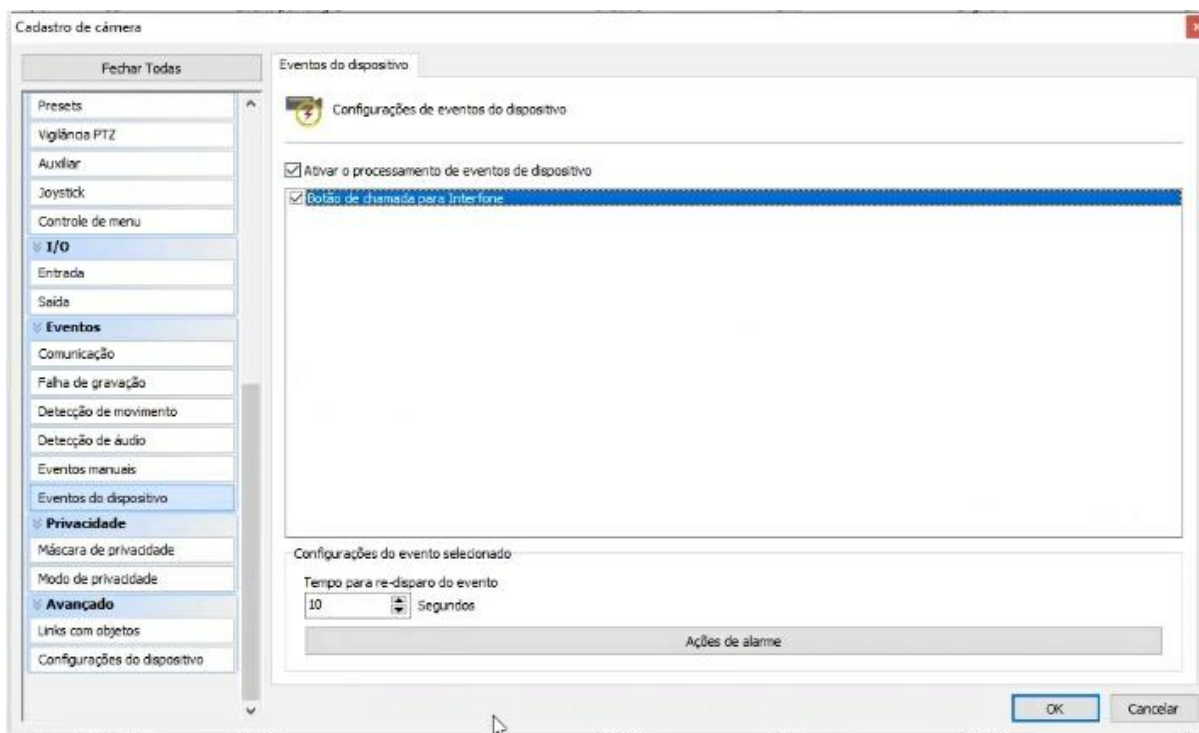 Cadastro de câmera
x
Fechar Todas
Presets
Vigilância PTZ
Auxiliar
Joystick
Controle de menu
I/O
Entrada
Saída
Eventos
Comunicação
Falha de gravação
Detecção de movimento
Detecção de áudio
Eventos manuais
Eventos do dispositivo
Privacidade
Máscara de privacidade
Modo de privacidade
Avançado
Links com objetos
Configurações do dispositivo
Eventos do dispositivo
Configurações de eventos do dispositivo
Ativar o processamento de eventos de dispositivo
Botão de chamada para Interfone
Configurações do evento selecionado
Tempo para re-disparo do evento
10 Segundos
Ações de alarme
OK Cancelar